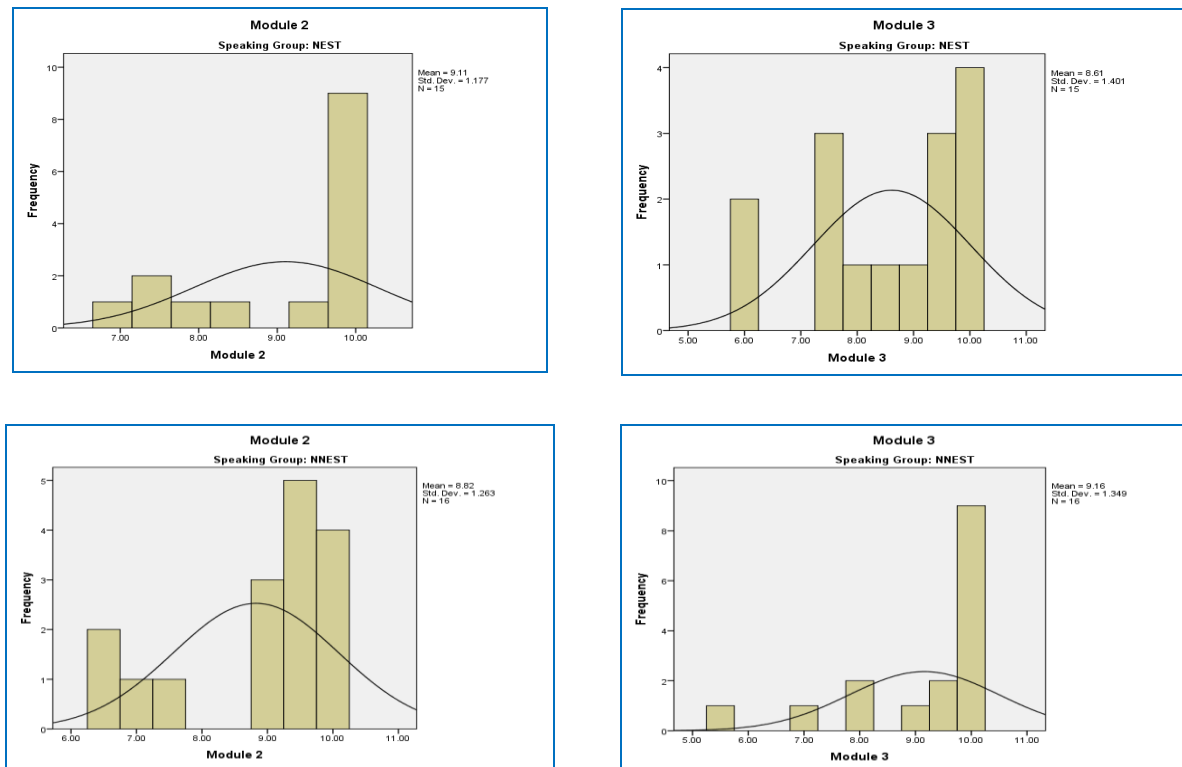 Module 2
Speaking Group: NEST
Mean = 9.11
Std. Dev. = 1.177
N = 15
Frequency
10
8
6
4
2
0
7.00 8.00 9.00 10.00
Module 2
Module 3
Speaking Group: NEST
Mean = 8.61
Std. Dev. = 1.401
N = 15
Frequency
4
3
2
1
0
5.00 6.00 7.00 8.00 9.00 10.00 11.00
Module 3
Module 2
Speaking Group: NNEST
Mean = 8.82
Std. Dev. = 1.263
N = 16
Frequency
5
4
3
2
1
0
6.00 7.00 8.00 9.00 10.00 11.00
Module 2
Module 3
Speaking Group: NNEST
Mean = 9.16
Std. Dev. = 1.349
N = 16
Frequency
10
8
6
4
2
0
5.00 6.00 7.00 8.00 9.00 10.00 11.00
Module 3